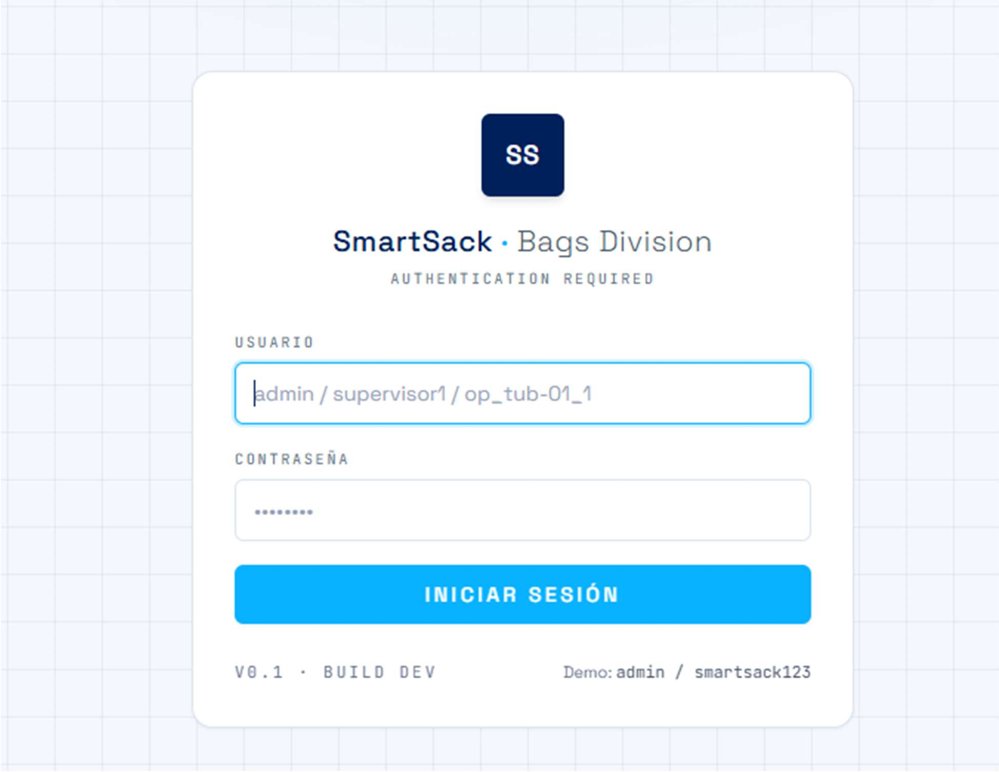 SS
SmartSack · Bags Division
AUTHENTICATION REQUIRED
USUARIO
admin / supervisor1 / op_tub-01_1
CONTRASEÑA
••••••••
INICIAR SESIÓN
V0.1 · BUILD DEV
Demo: admin / smartsack123